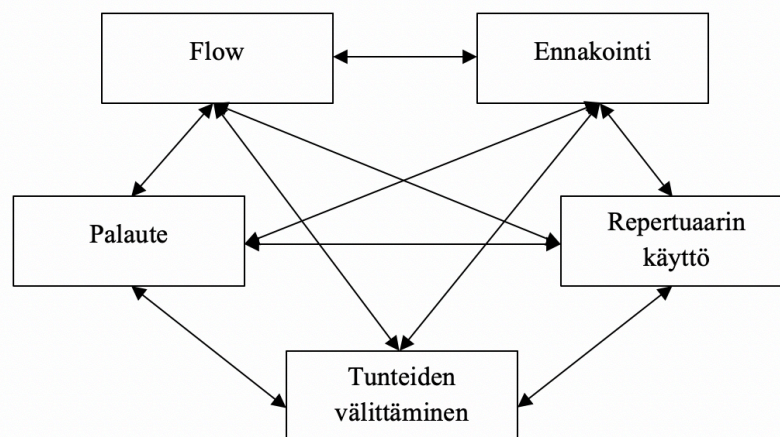 Flow
Ennakointi
Palaute
Repertuaarin
käyttö
Tunteiden
välittäminen